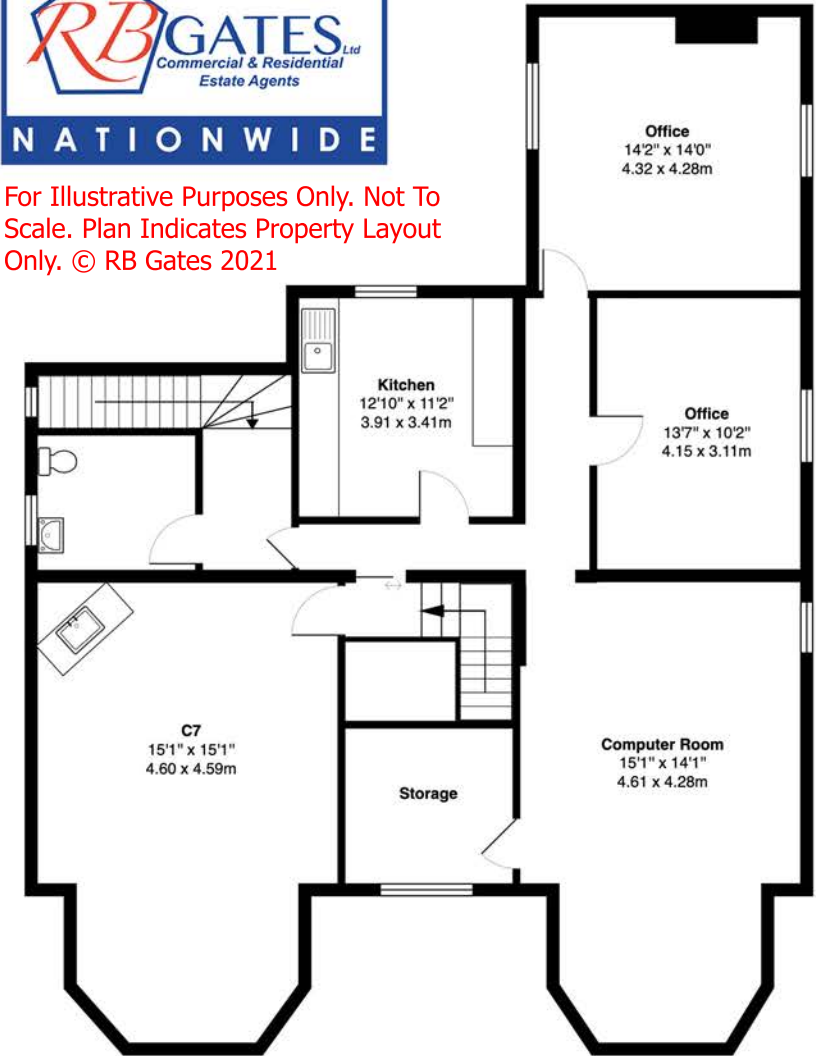 RB GATES Ltd
Commercial & Residential
Estate Agents
NATIONWIDE
For Illustrative Purposes Only. Not To
Scale. Plan Indicates Property Layout
Only. © RB Gates 2021
Office
14'2" x 14'0"
4.32 x 4.28m
Kitchen
12'10" x 11'2"
3.91 x 3.41m
Office
13'7" x 10'2"
4.15 x 3.11m
C7
15'1" x 15'1"
4.60 x 4.59m
Computer Room
15'1" x 14'1"
4.61 x 4.28m
Storage